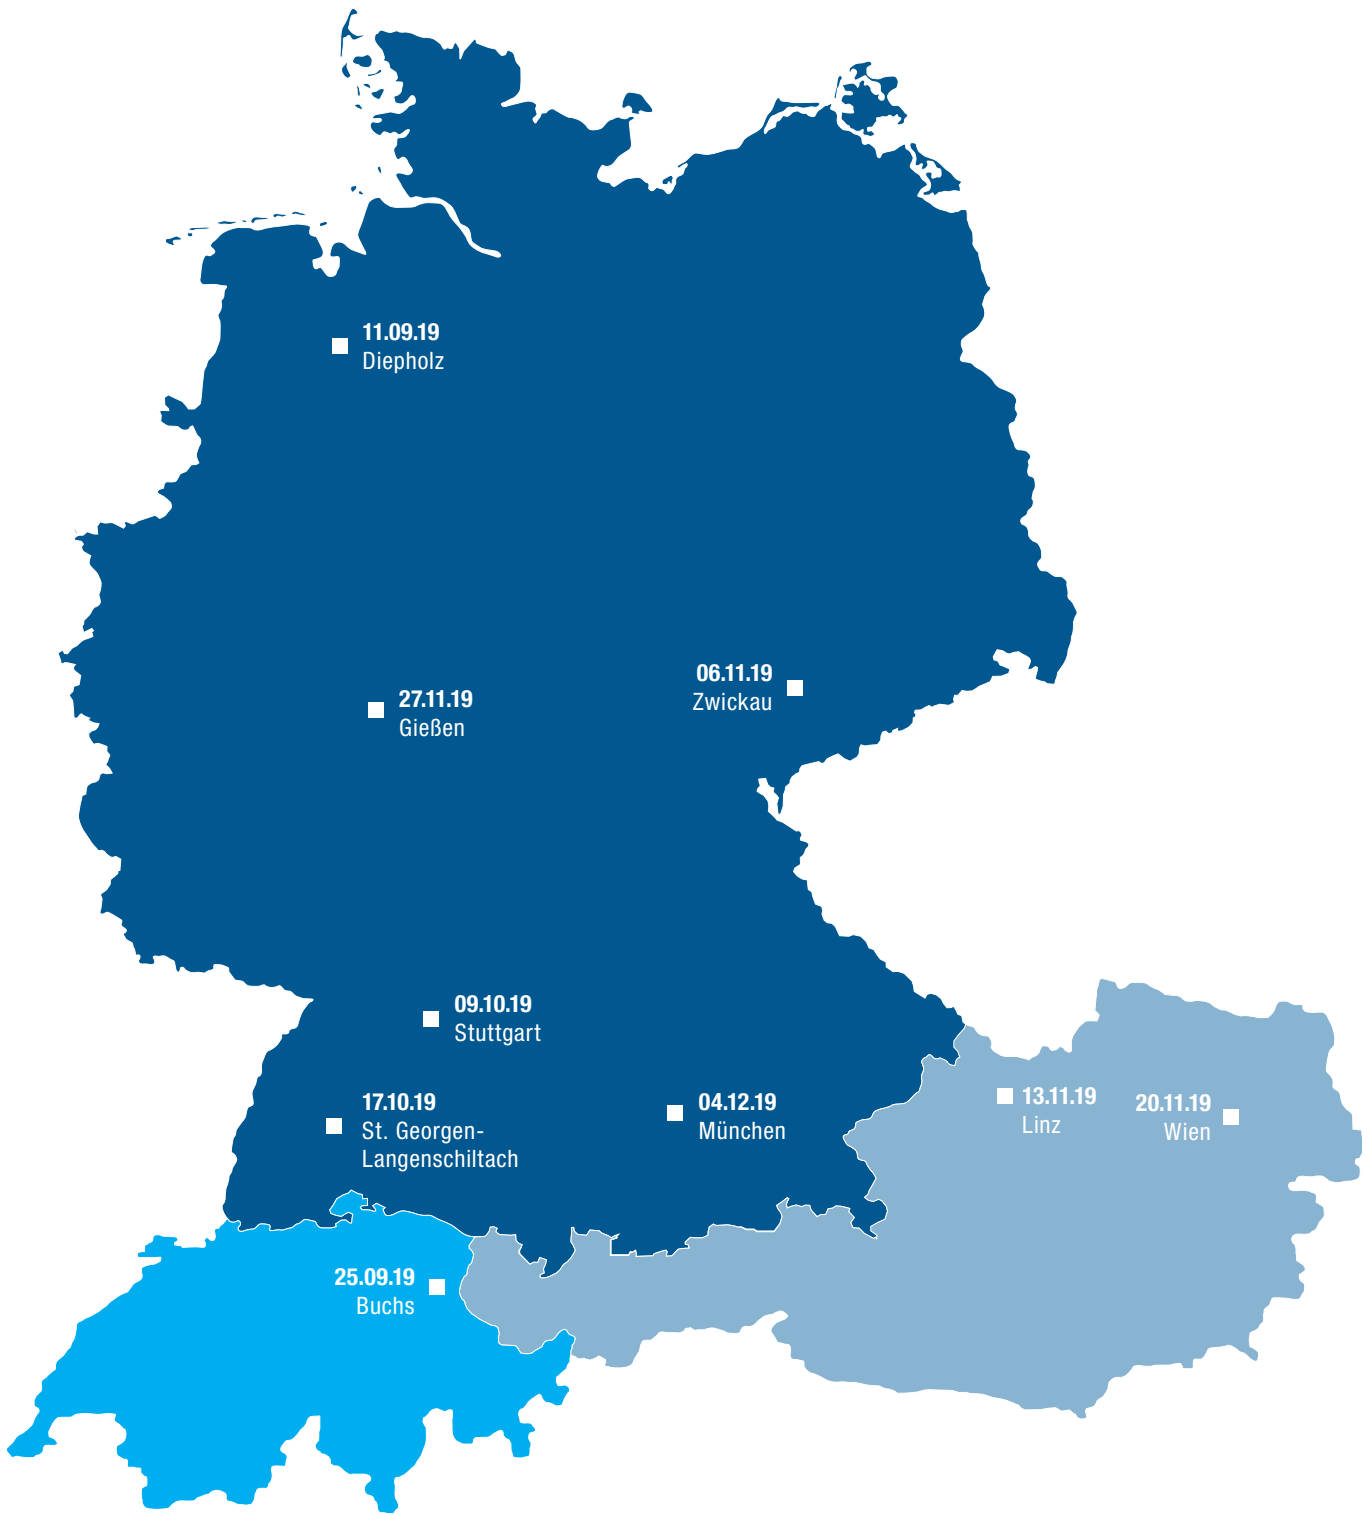 11.09.19
Diepholz
06.11.19
Zwickau
27.11.19
Gießen
09.10.19
Stuttgart
17.10.19
St. Georgen-
Langenschiltach
04.12.19
München
13.11.19
Linz
20.11.19
Wien
25.09.19
Buchs